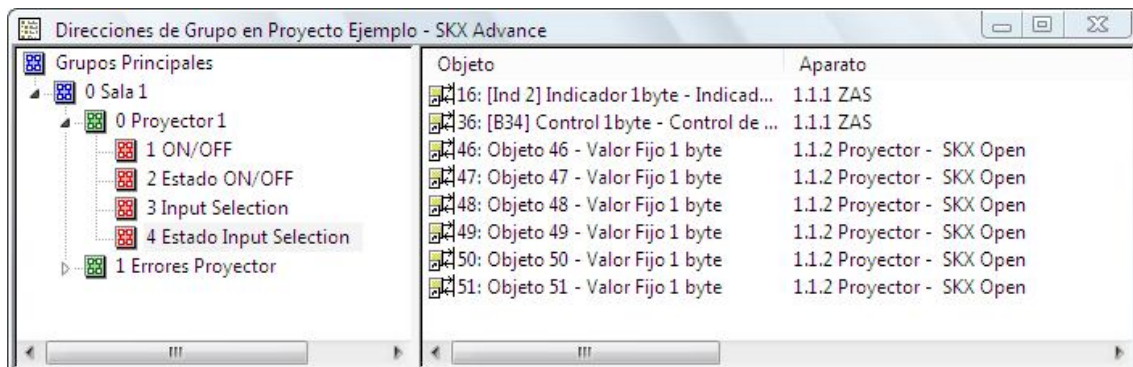 Direcciones de Grupo en Proyecto Ejemplo - SKX Advance
Grupos Principales
0 Sala 1
0 Proyector 1
1 ON/OFF
2 Estado ON/OFF
3 Input Selection
4 Estado Input Selection
1 Errores Proyector
Objeto Aparato
16: [Ind 2] Indicador 1byte - Indicad... 1.1.1 ZAS
36: [B34] Control 1byte - Control de ... 1.1.1 ZAS
46: Objeto 46 - Valor Fijo 1 byte 1.1.2 Proyector - SKX Open
47: Objeto 47 - Valor Fijo 1 byte 1.1.2 Proyector - SKX Open
48: Objeto 48 - Valor Fijo 1 byte 1.1.2 Proyector - SKX Open
49: Objeto 49 - Valor Fijo 1 byte 1.1.2 Proyector - SKX Open
50: Objeto 50 - Valor Fijo 1 byte 1.1.2 Proyector - SKX Open
51: Objeto 51 - Valor Fijo 1 byte 1.1.2 Proyector - SKX Open